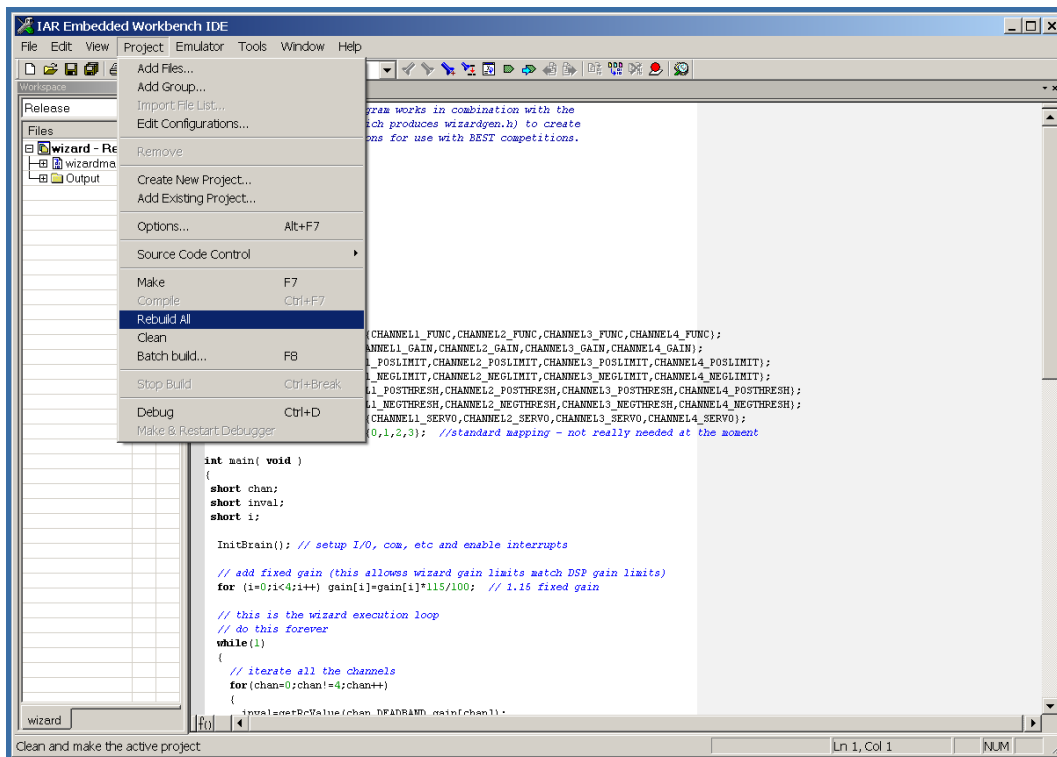 IAR Embedded Workbench IDE
File Edit View Project Emulator Tools Window Help
Workspace
Release
Files
wizard - Re
wizardma
Output
Add Files...
Add Group...
Import File List...
Edit Configurations...
Remove
Create New Project...
Add Existing Project...
Options... Alt+F7
Source Code Control
Make F7
Compile Ctrl+F7
Rebuild All
Clean
Batch build... F8
Stop Build Ctrl+Break
Debug Ctrl+D
Make & Restart Debugger
gram works in combination with the
ich produces wizardgen.h) to create
ons for use with BEST competitions.
{CHANNEL1_FUNC,CHANNEL2_FUNC,CHANNEL3_FUNC,CHANNEL4_FUNC};
ANNEL1_GAIN,CHANNEL2_GAIN,CHANNEL3_GAIN,CHANNEL4_GAIN};
1_POSLIMIT,CHANNEL2_POSLIMIT,CHANNEL3_POSLIMIT,CHANNEL4_POSLIMIT};
1_NEGLIMIT,CHANNEL2_NEGLIMIT,CHANNEL3_NEGLIMIT,CHANNEL4_NEGLIMIT};
L1_POSTHRESH,CHANNEL2_POSTHRESH,CHANNEL3_POSTHRESH,CHANNEL4_POSTHRESH};
L1_NEGTHRESH,CHANNEL2_NEGTHRESH,CHANNEL3_NEGTHRESH,CHANNEL4_NEGTHRESH};
{CHANNEL1_SERVO,CHANNEL2_SERVO,CHANNEL3_SERVO,CHANNEL4_SERVO};
{0,1,2,3}; //standard mapping - not really needed at the moment
int main( void )
{
short chan;
short inval;
short i;
InitBrain(); // setup I/O, com, etc and enable interrupts
// add fixed gain (this allowss wizard gain limits match DSP gain limits)
for (i=0;i<4;i++) gain[i]=gain[i]*115/100; // 1.15 fixed gain
// this is the wizard execution loop
// do this forever
while(1)
{
// iterate all the channels
for(chan=0;chan!=4;chan++)
{
inval=getRcValue(chan,DEADBAND,gain[chan]);
wizard
f()
Clean and make the active project Ln 1, Col 1 NUM